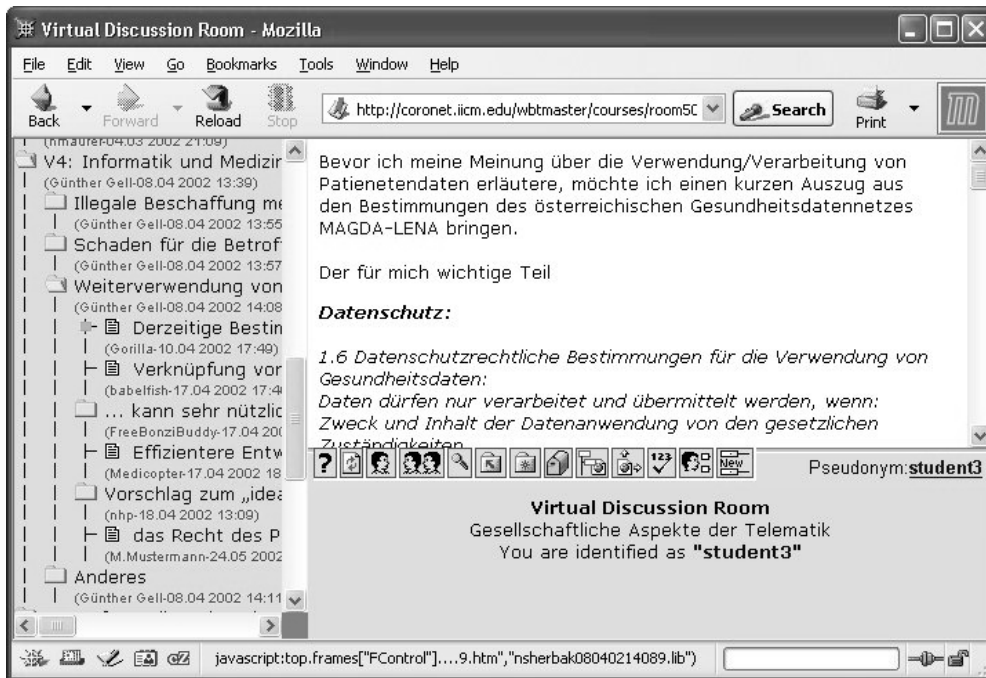 Virtual Discussion Room - Mozilla
File Edit View Go Bookmarks Tools Window Help
Back Forward Reload Stop http://coronet.iicm.edu/wbtmaster/courses/room50 Search Print
(hmaurer-04.03 2002 21:09)
V4: Informatik und Medizir
(Günther Gell-08.04 2002 13:39)
Illegale Beschaffung me
(Günther Gell-08.04 2002 13:55
Schaden für die Betrof
(Günther Gell-08.04 2002 13:57
Weiterverwendung von
(Günther Gell-08.04 2002 14:08
Derzeitige Bestin
(Gorilla-10.04 2002 17:49)
Verknüpfung vor
(babelfish-17.04 2002 17:4
... kann sehr nützlic
(FreeBonziBuddy-17.04 200
Effizientere Entw
(Medicopter-17.04 2002 18
Vorschlag zum „idea
(nhp-18.04 2002 13:09)
das Recht des P
(M.Mustermann-24.05 2002
Anderes
(Günther Gell-08.04 2002 14:11
Bevor ich meine Meinung über die Verwendung/Verarbeitung von
Patienetendaten erläutere, möchte ich einen kurzen Auszug aus
den Bestimmungen des österreichischen Gesundheitsdatennetzes
MAGDA-LENA bringen.
Der für mich wichtige Teil
Datenschutz:
1.6 Datenschutzrechtliche Bestimmungen für die Verwendung von
Gesundheitsdaten:
Daten dürfen nur verarbeitet und übermittelt werden, wenn:
Zweck und Inhalt der Datenanwendung von den gesetzlichen
Zuständigkeiten
? 123 New Pseudonym:student3
Virtual Discussion Room
Gesellschaftliche Aspekte der Telematik
You are identified as "student3"
javascript:top.frames["FControl"]....9.htm","nsherbak08040214089.lib")